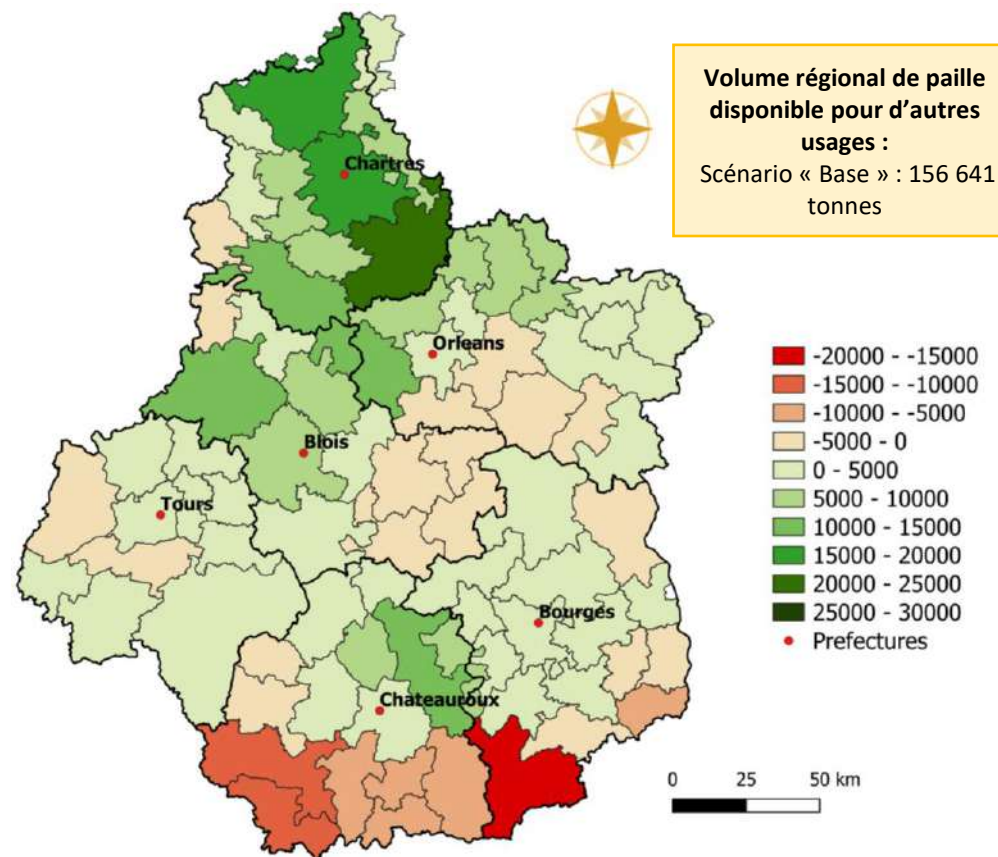 Volume régional de paille
disponible pour d'autres
usages :
Scénario « Base » : 156 641
tonnes
Chartres
Orleans
Blois
Tours
Bourges
Chateauroux
-20000 - -15000
-15000 - -10000
-10000 - -5000
-5000 - 0
0 - 5000
5000 - 10000
10000 - 15000
15000 - 20000
20000 - 25000
25000 - 30000
Prefectures
0 25 50 km